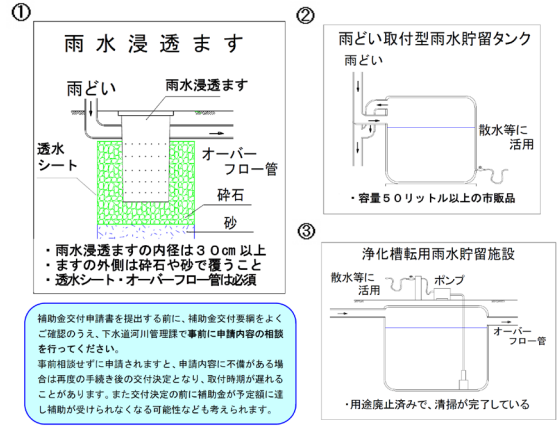 ①
雨水浸透ます
雨どい
雨水浸透ます
透水
シート
オーバー
フロー管
砕石
砂
・雨水浸透ますの内径は３０cm以上
・ますの外側は砕石や砂で覆うこと
・透水シート・オーバーフロー管は必須
補助金交付申請書を提出する前に、補助金交付要綱をよく
ご確認のうえ、下水道河川管理課で事前に申請内容の相談
を行ってください。
事前相談せずに申請されますと、申請内容に不備がある場
合は再度の手続き後の交付決定となり、取付時期が遅れる
ことがあります。また交付決定の前に補助金が予定額に達
し補助が受けられなくなる可能性なども考えられます。
②
雨どい取付型雨水貯留タンク
雨どい
散水等に
活用
・容量５０リットル以上の市販品
③
浄化槽転用雨水貯留施設
散水等に
活用
ポンプ
オーバー
フロー管
・用途廃止済みで、清掃が完了している